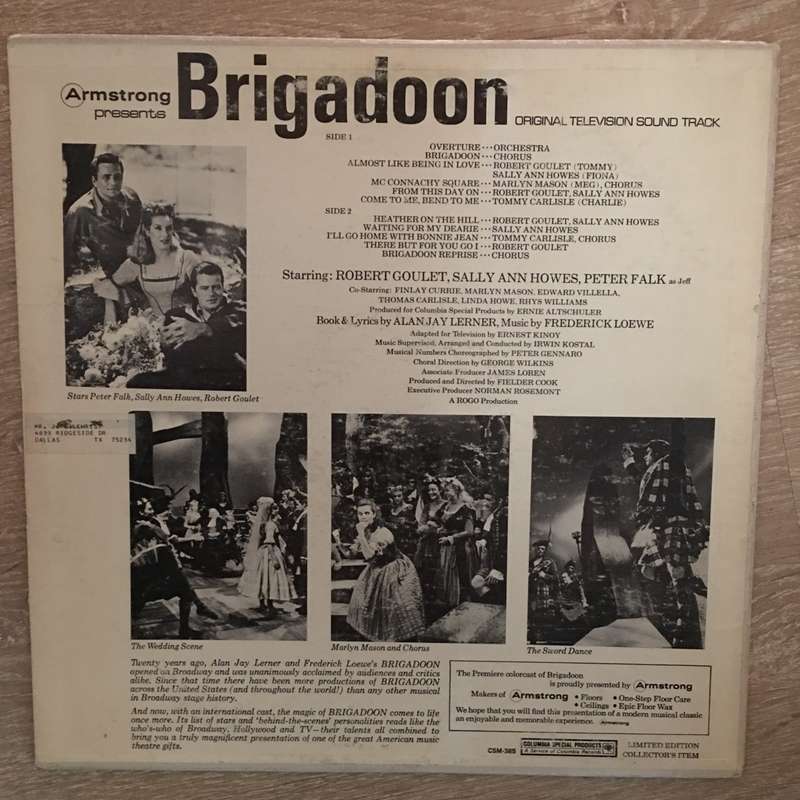 Armstrong
presents
Brigadoon
ORIGINAL TELEVISION SOUND TRACK
SIDE 1
OVERTURE ··· ORCHESTRA
BRIGADOON ··· CHORUS
ALMOST LIKE BEING IN LOVE ··· ROBERT GOULET (TOMMY)
SALLY ANN HOWES (FIONA)
MC CONNACHY SQUARE ··· MARLYN MASON (MEG), CHORUS
FROM THIS DAY ON ··· ROBERT GOULET, SALLY ANN HOWES
COME TO ME, BEND TO ME ··· TOMMY CARLISLE (CHARLIE)
SIDE 2
HEATHER ON THE HILL ··· ROBERT GOULET, SALLY ANN HOWES
WAITING FOR MY DEARIE ··· SALLY ANN HOWES
I'LL GO HOME WITH BONNIE JEAN ··· TOMMY CARLISLE, CHORUS
THERE BUT FOR YOU GO I ··· ROBERT GOULET
BRIGADOON REPRISE ··· CHORUS
Starring: ROBERT GOULET, SALLY ANN HOWES, PETER FALK as Jeff
Co-Starring: FINLAY CURRIE, MARLYN MASON, EDWARD VILLELLA,
THOMAS CARLISLE, LINDA HOWE, RHYS WILLIAMS
Produced for Columbia Special Products by ERNIE ALTSCHULER
Book & Lyrics by ALAN JAY LERNER, Music by FREDERICK LOEWE
Adapted for Television by ERNEST KINOY
Music Supervised, Arranged and Conducted by IRWIN KOSTAL
Musical Numbers Choreographed by PETER GENNARO
Choral Direction by GEORGE WILKINS
Associate Producer JAMES LOREN
Produced and Directed by FIELDER COOK
Executive Producer NORMAN ROSEMONT
A ROGO Production
Stars Peter Falk, Sally Ann Howes, Robert Goulet
MR. J
RIDGESIDE DR
DALLAS TX 75234
The Wedding Scene
Marlyn Mason and Chorus
The Sword Dance
Twenty years ago, Alan Jay Lerner and Frederick Loewe's BRIGADOON
opened on Broadway and was unanimously acclaimed by audiences and critics
alike. Since that time there have been more productions of BRIGADOON
across the United States (and throughout the world!) than any other musical
in Broadway stage history.
And now, with an international cast, the magic of BRIGADOON comes to life
once more. Its list of stars and 'behind-the-scenes' personalities reads like the
who's-who of Broadway, Hollywood and TV—their talents all combined to
bring you a truly magnificent presentation of one of the great American music
theatre gifts.
The Premiere colorcast of Brigadoon
is proudly presented by Armstrong
Makers of Armstrong • Floors • One-Step Floor Care
• Ceilings • Epic Floor Wax
We hope that you will find this presentation of a modern musical classic
an enjoyable and memorable experience. Armstrong
CSM-385
COLUMBIA SPECIAL PRODUCTS
A Service of Columbia Records
LIMITED EDITION
COLLECTOR'S ITEM